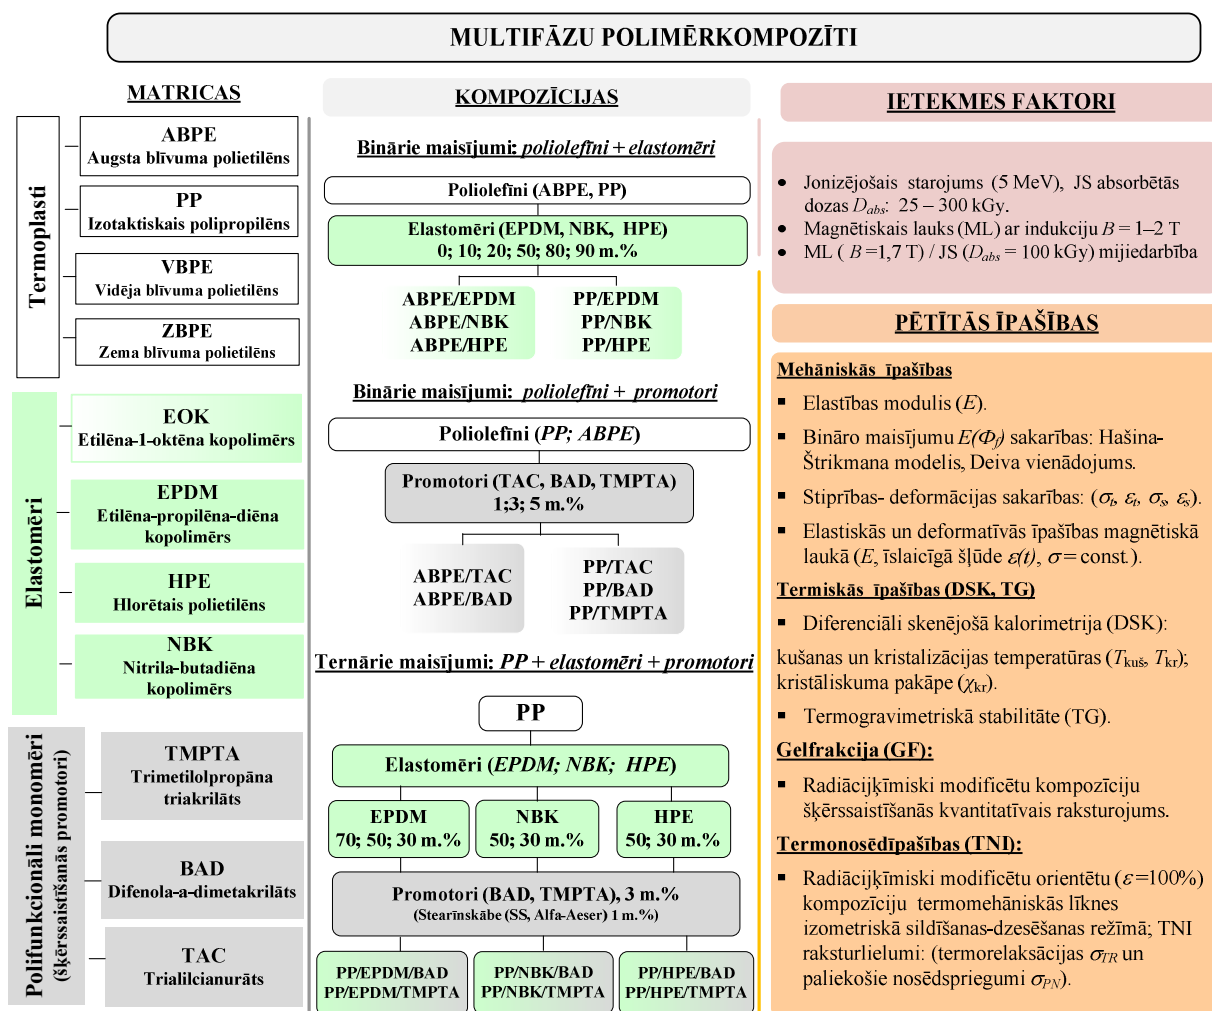 MULTIFĀZU POLIMĒRKOMPOZĪTI
MATRICAS
Termoplasti
ABPE
Augsta blīvuma polietilēns
PP
Izotaktiskais polipropilēns
VBPE
Vidēja blīvuma polietilēns
ZBPE
Zema blīvuma polietilēns
Elastomēri
EOK
Etilēna-1-oktēna kopolimērs
EPDM
Etilēna-propilēna-diēna
kopolimērs
HPE
Hlorētais polietilēns
NBK
Nitrila-butadiēna
kopolimērs
Polifunkcionāli monomēri
(šķērssaistīšanās promotori)
TMPTA
Trimetilolpropāna
triakrilāts
BAD
Difenola-a-dimetakrilāts
TAC
Trialilcianurāts
KOMPOZĪCIJAS
Binārie maisījumi: poliolefīni + elastomēri
Poliolefīni (ABPE, PP)
Elastomēri (EPDM, NBK, HPE)
0; 10; 20; 50; 80; 90 m.%
ABPE/EPDM
ABPE/NBK
ABPE/HPE
PP/EPDM
PP/NBK
PP/HPE
Binārie maisījumi: poliolefīni + promotori
Poliolefīni (PP; ABPE)
Promotori (TAC, BAD, TMPTA)
1;3; 5 m.%
ABPE/TAC
ABPE/BAD
PP/TAC
PP/BAD
PP/TMPTA
Ternārie maisījumi: PP + elastomēri + promotori
PP
Elastomēri (EPDM; NBK; HPE)
EPDM
70; 50; 30 m.%
NBK
50; 30 m.%
HPE
50; 30 m.%
Promotori (BAD, TMPTA), 3 m.%
(Stearīnskābe (SS, Alfa-Aeser) 1 m.%)
PP/EPDM/BAD
PP/EPDM/TMPTA
PP/NBK/BAD
PP/NBK/TMPTA
PP/HPE/BAD
PP/HPE/TMPTA
IETEKMES FAKTORI
• Jonizējošais starojums (5 MeV), JS absorbētās
dozas Dabs: 25 – 300 kGy.
• Magnētiskais lauks (ML) ar indukciju B = 1–2 T
• ML ( B =1,7 T) / JS (Dabs = 100 kGy) mijiedarbība
PĒTĪTĀS ĪPAŠĪBAS
Mehāniskās īpašības
▪ Elastības modulis (E).
▪ Bināro maisījumu E(Φf) sakarības: Hašina-
Štrikmana modelis, Deiva vienādojums.
▪ Stiprības- deformācijas sakarības: (σt, εt, σs, εs).
▪ Elastiskās un deformatīvās īpašības magnētiskā
laukā (E, īslaicīgā šļūde ε(t), σ = const.).
Termiskās īpašības (DSK, TG)
▪ Diferenciāli skenējošā kalorimetrija (DSK):
kušanas un kristalizācijas temperatūras (Tkuš, Tkr);
kristāliskuma pakāpe (χkr).
▪ Termogravimetriskā stabilitāte (TG).
Gelfrakcija (GF):
▪ Radiācijķīmiski modificētu kompozīciju
šķērssaistīšanās kvantitatīvais raksturojums.
Termonosēdīpašības (TNI):
▪ Radiācijķīmiski modificētu orientētu (ε =100%)
kompozīciju termomehāniskās līknes
izometriskā sildīšanas-dzesēšanas režīmā; TNI
raksturlielumi: (termorelaksācijas σTR un
paliekošie nosēdspriegumi σPN).